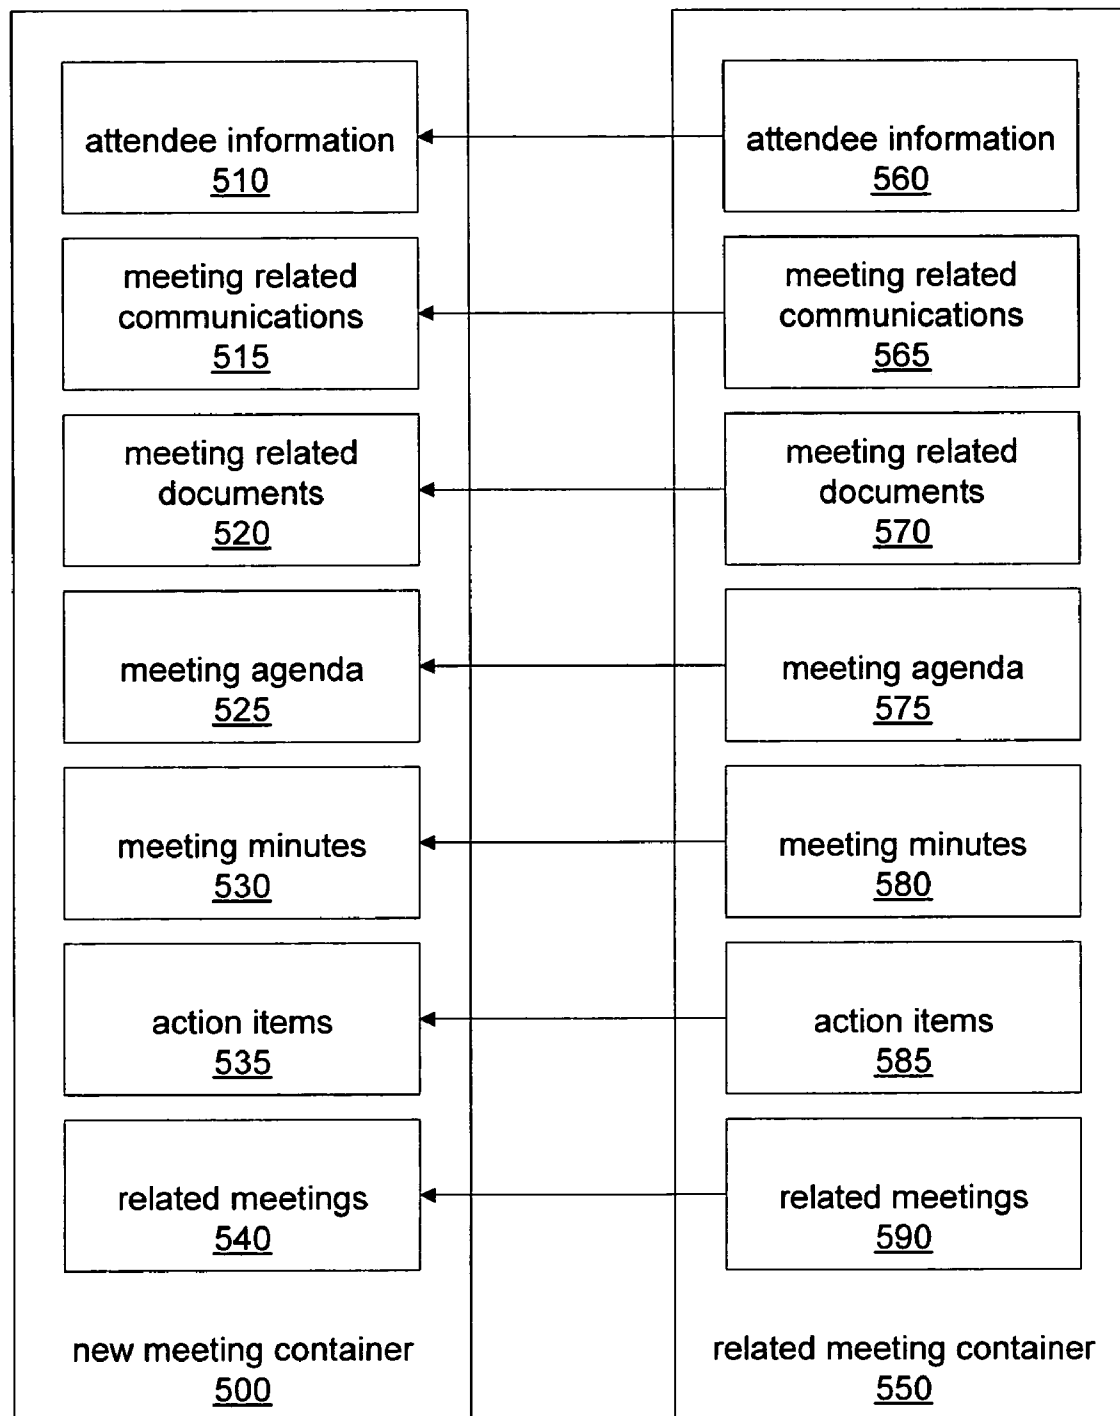 attendee information
510
meeting related
communications
515
meeting related
documents
520
meeting agenda
525
meeting minutes
530
action items
535
related meetings
540
new meeting container
500
attendee information
560
meeting related
communications
565
meeting related
documents
570
meeting agenda
575
meeting minutes
580
action items
585
related meetings
590
related meeting container
550